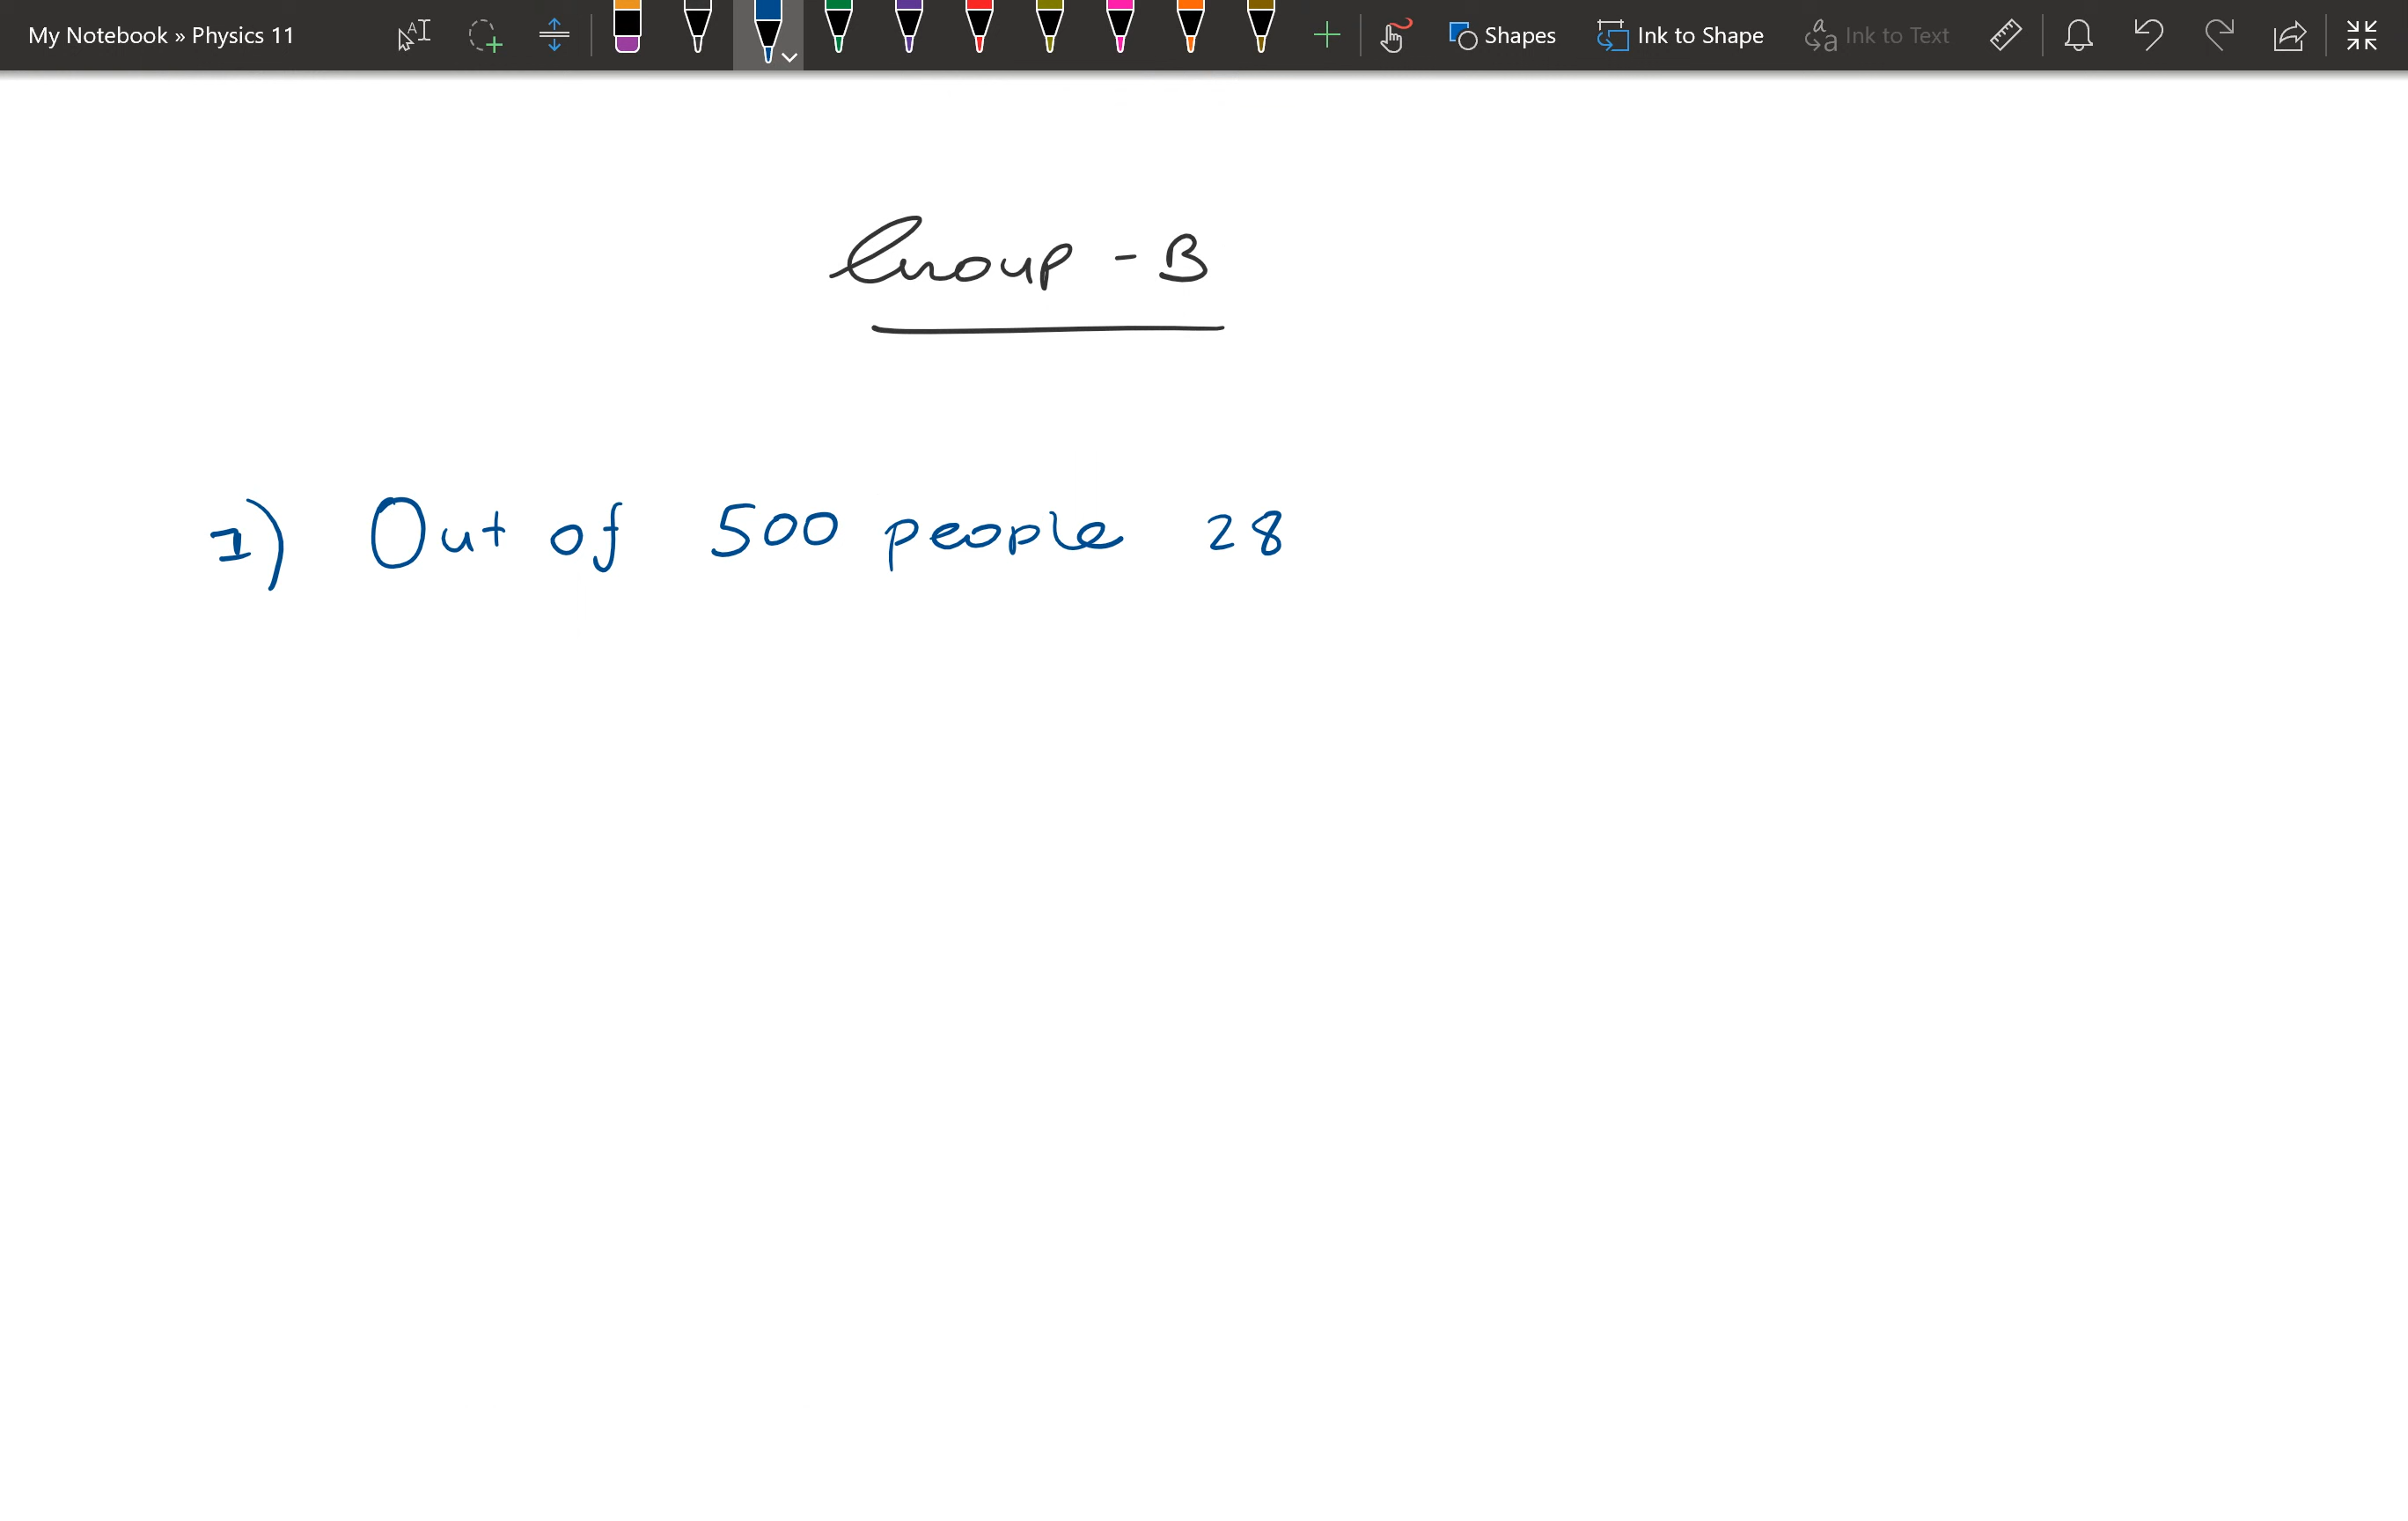 My Notebook » Physics 11 Shapes Ink to Shape Ink to Text
Group - B
1) Out of 500 people 28